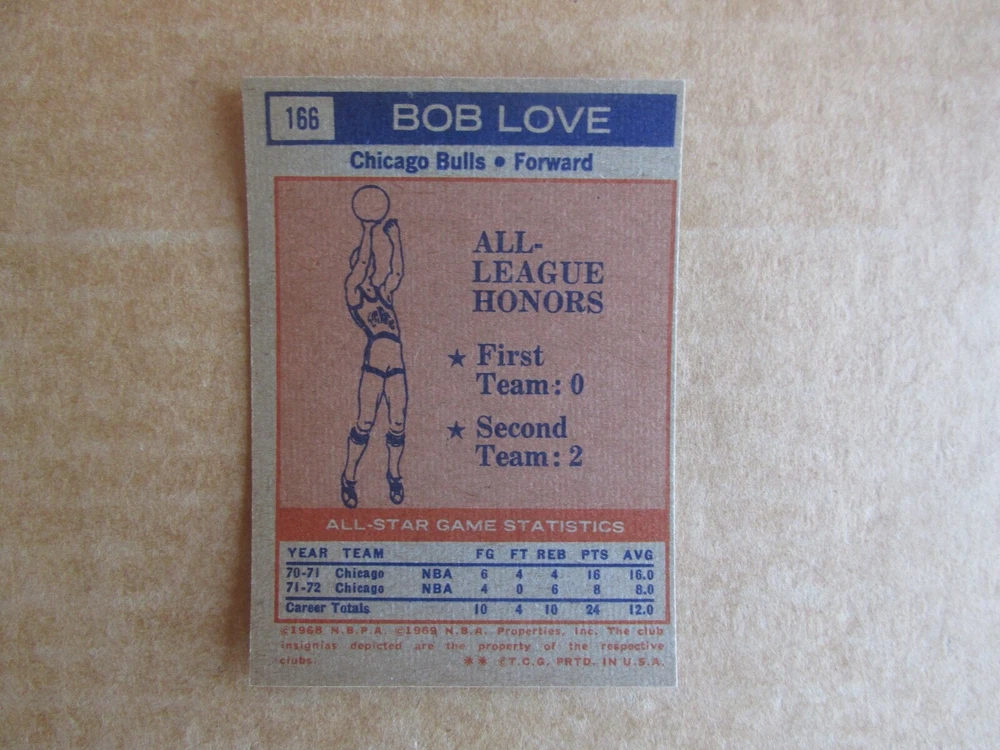 166
BOB LOVE
Chicago Bulls • Forward
ALL-
LEAGUE
HONORS
★ First
Team: 0
★ Second
Team: 2
ALL-STAR GAME STATISTICS
YEAR TEAM FG FT REB PTS AVG
70-71 Chicago NBA 6 4 4 16 16.0
71-72 Chicago NBA 4 0 6 8 8.0
Career Totals 10 4 10 24 12.0
©1968 N.B.P.A. ©1969 N.B.A. Properties, Inc. The club
insignias depicted are the property of the respective
clubs. ✱✱ ©T.C.G. PRTD. IN U.S.A.